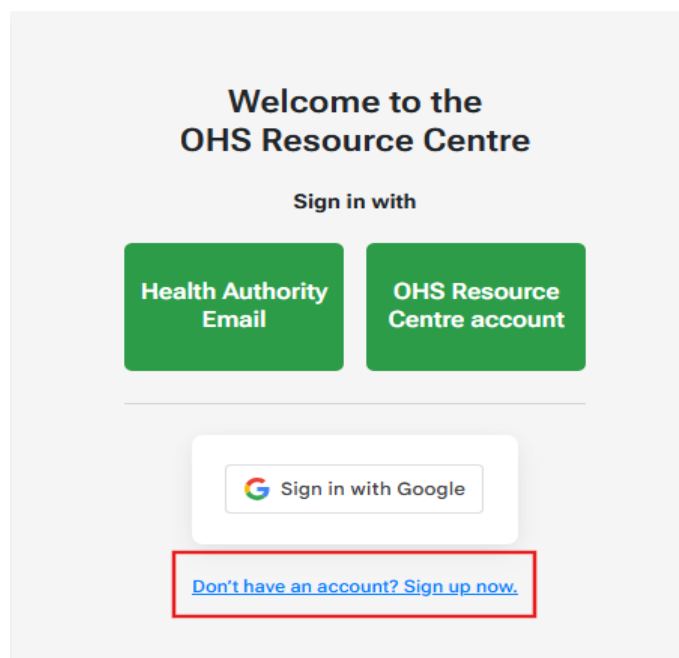 Welcome to the
OHS Resource Centre
Sign in with
Health Authority
Email
OHS Resource
Centre account
Sign in with Google
Don't have an account? Sign up now.